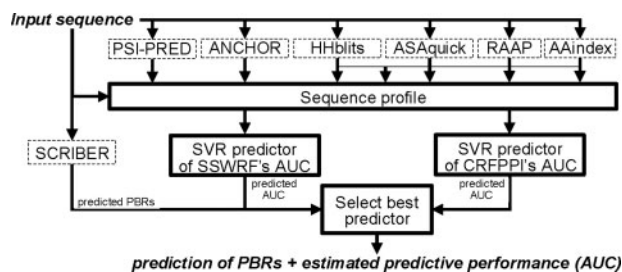 Input sequence
PSI-PRED ANCHOR HHblits ASAquick RAAP AAindex
Sequence profile
SCRIBER
SVR predictor
of SSWRF's AUC
SVR predictor
of CRFPPI's AUC
predicted PBRs
predicted
AUC
Select best
predictor
predicted
AUC
prediction of PBRs + estimated predictive performance (AUC)